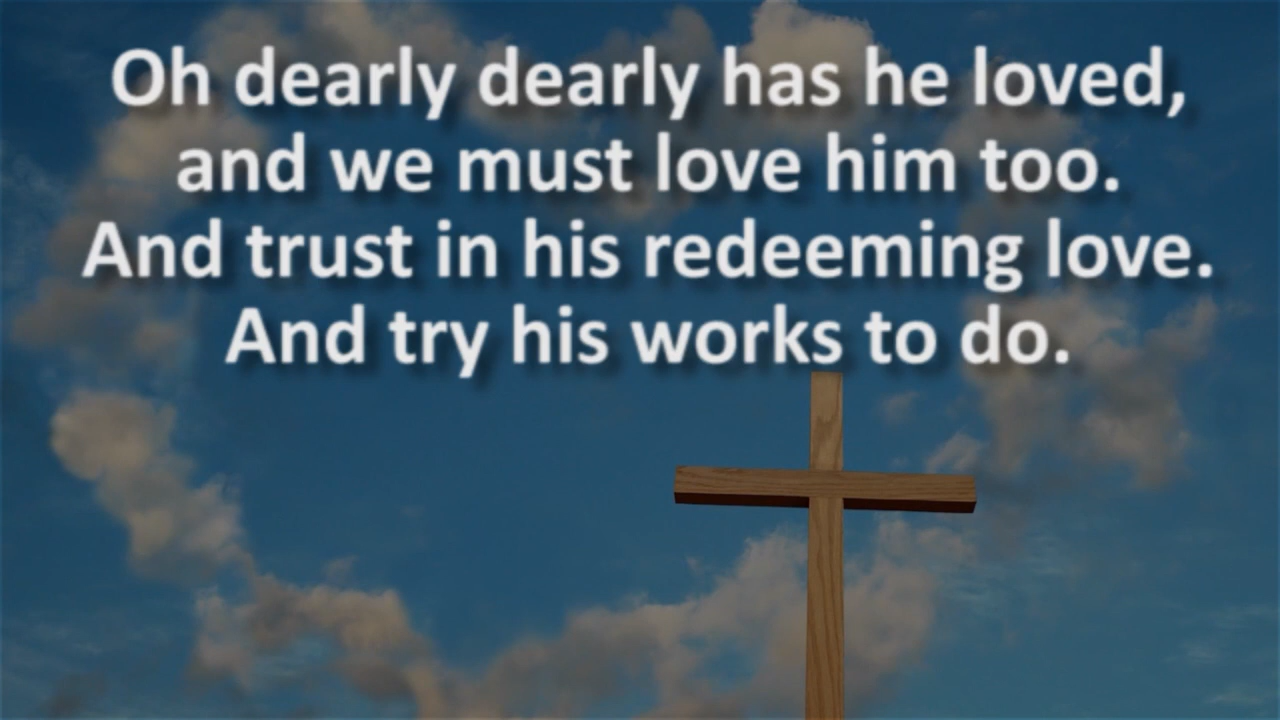 Oh dearly dearly has he loved,
and we must love him too.
And trust in his redeeming love.
And try his works to do.